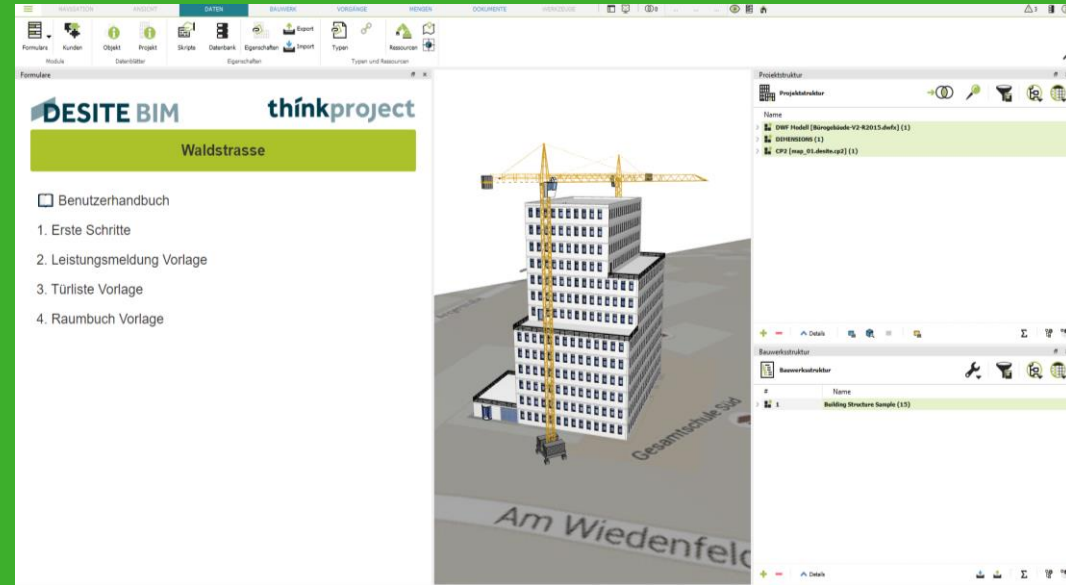 NAVIGATION ANSICHT DATEN BAUWERK VORGÄNGE MENGEN DOKUMENTE WERKZEUGE
Formulare Kunden Objekt Projekt Skripte Datenbank Eigenschaften Export Import Typen Ressourcen
Module Datenblätter Eigenschaften Typen und Ressourcen
Formulare
DESITE BIM thinkproject
Waldstrasse
Benutzerhandbuch
1. Erste Schritte
2. Leistungsmeldung Vorlage
3. Türliste Vorlage
4. Raumbuch Vorlage
Gesamtschule Süd
Am Wiedenfeld
Projektstruktur
Projektstruktur
Name
DWF Modell [Bürogebäude-V2-R2015.dwfx] (1)
DIMENSIONS (1)
CP2 [map_01.desite.cp2] (1)
Details
Bauwerksstruktur
Bauwerksstruktur
# Name
1 Building Structure Sample (15)
Details